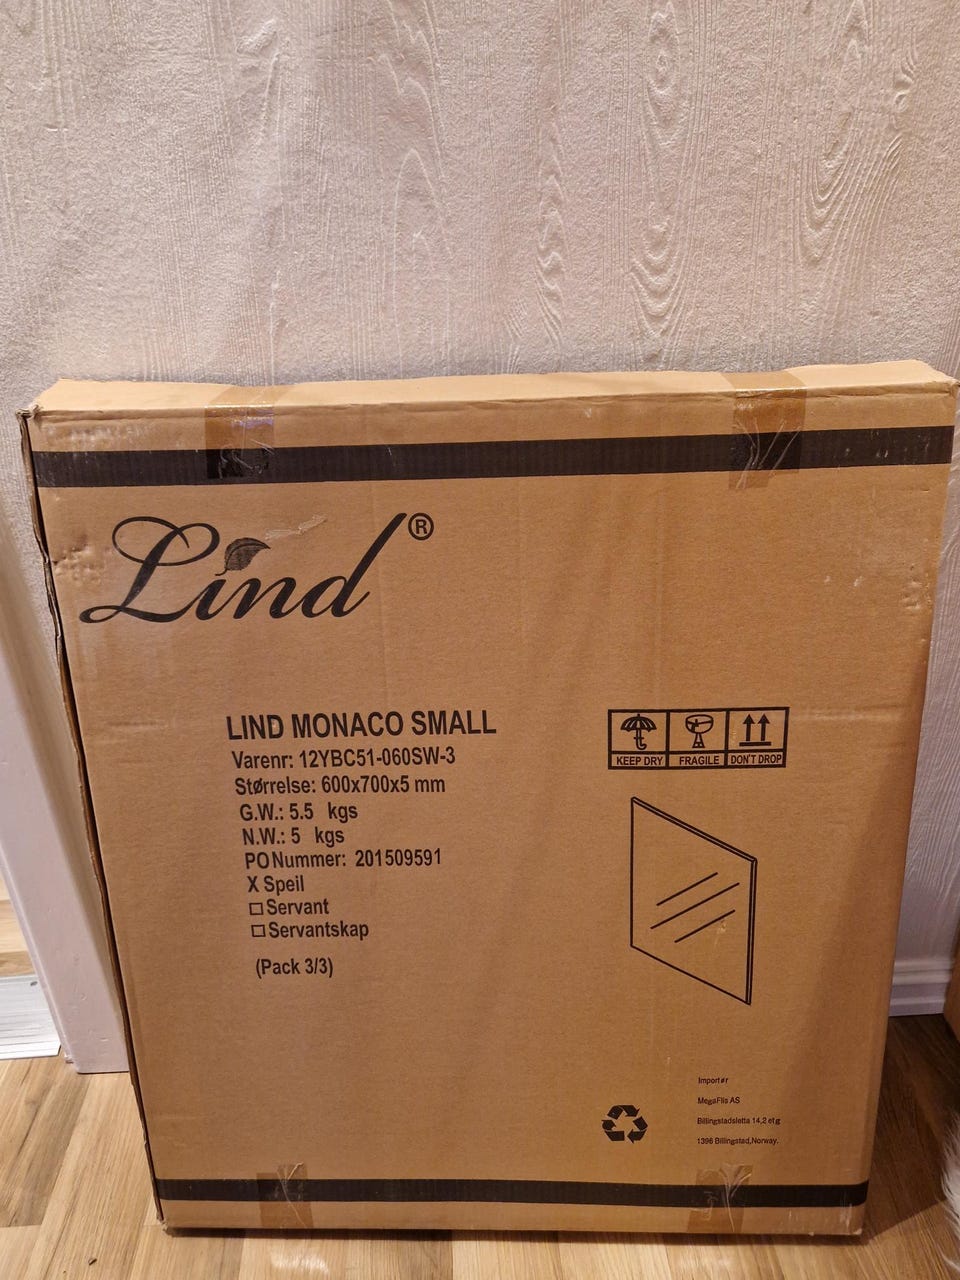 Lind®
LIND MONACO SMALL
Varenr: 12YBC51-060SW-3
Størrelse: 600x700x5 mm
G.W.: 5.5 kgs
N.W.: 5 kgs
PO Nummer: 201509591
X Speil
□ Servant
□ Servantskap
(Pack 3/3)
KEEP DRY FRAGILE DON'T DROP
Importør
MegaFlis AS
Billingstadsletta 14,2 etg
1396 Billingstad,Norway.